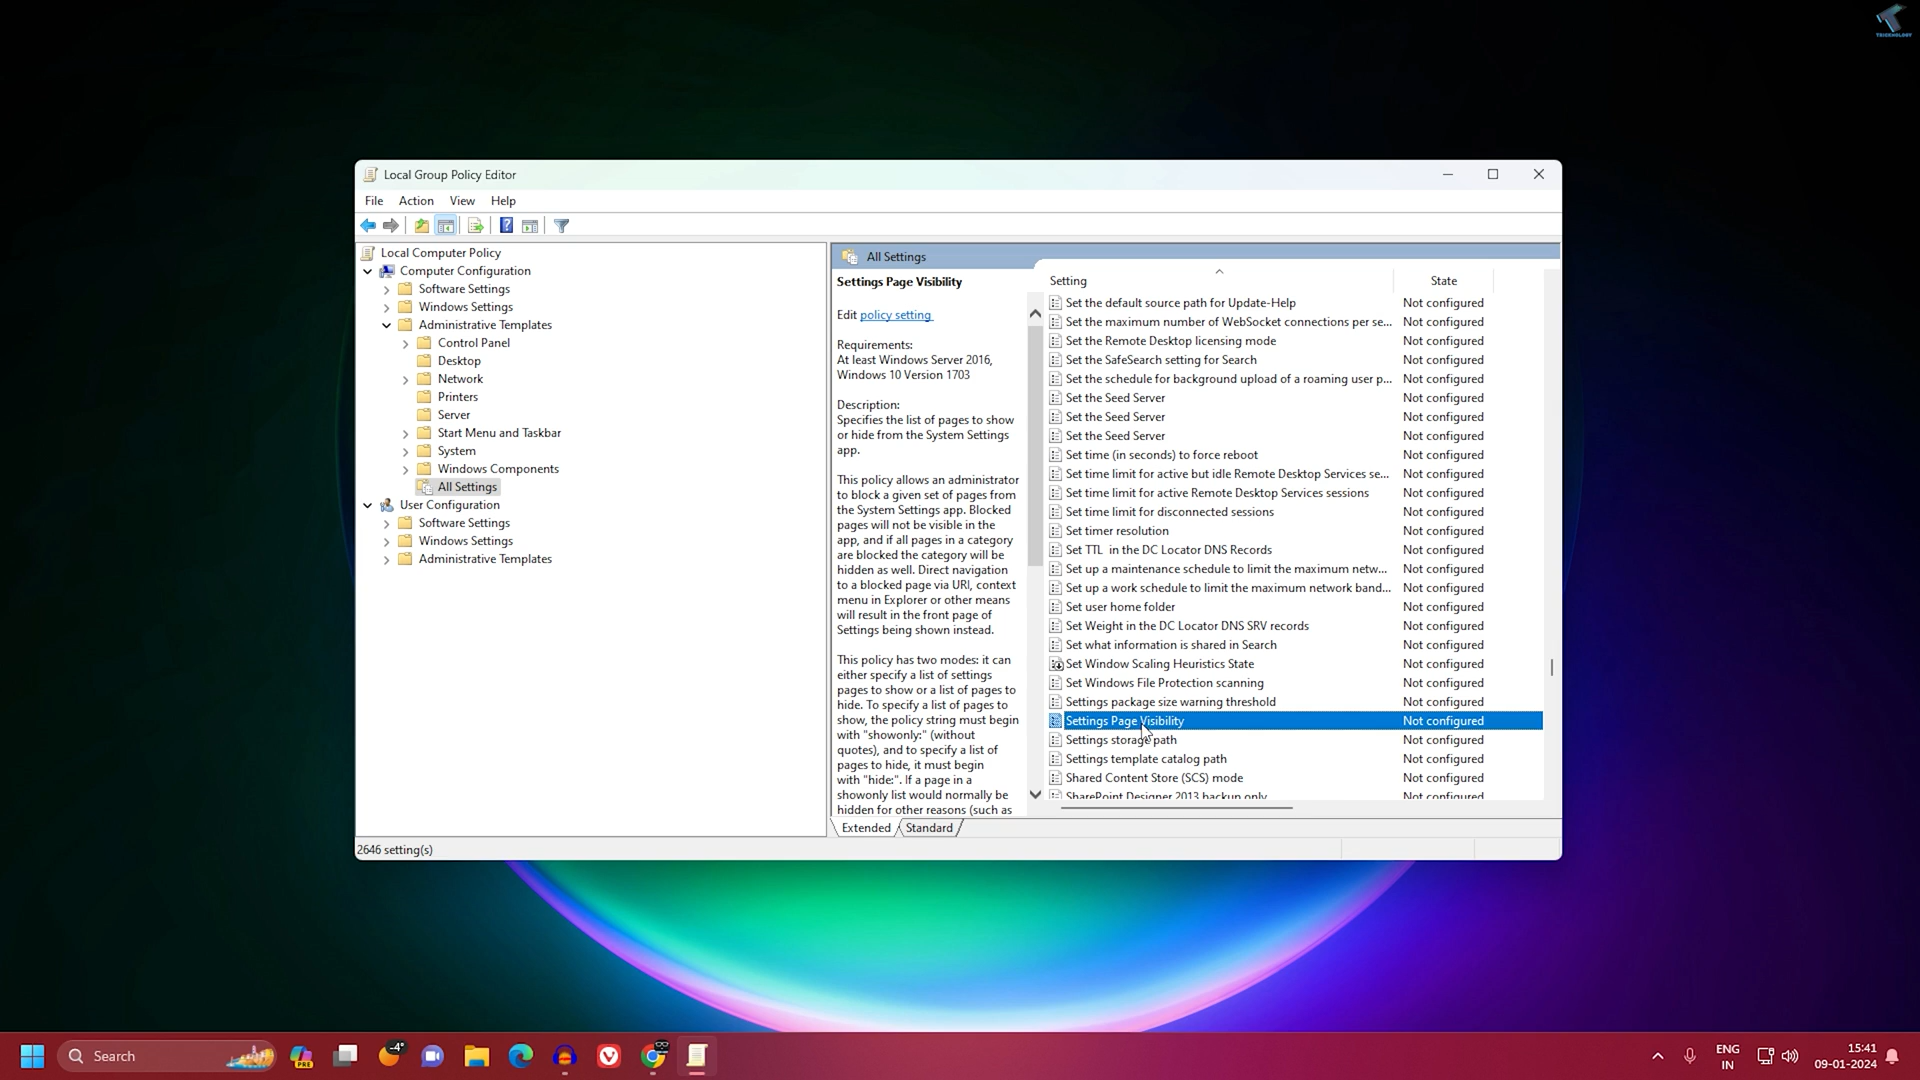 TRICKNOLOGY
Local Group Policy Editor
File Action View Help
Local Computer Policy
Computer Configuration
Software Settings
Windows Settings
Administrative Templates
Control Panel
Desktop
Network
Printers
Server
Start Menu and Taskbar
System
Windows Components
All Settings
User Configuration
Software Settings
Windows Settings
Administrative Templates
All Settings
Settings Page Visibility
Edit policy setting
Requirements:
At least Windows Server 2016,
Windows 10 Version 1703
Description:
Specifies the list of pages to show
or hide from the System Settings
app.
This policy allows an administrator
to block a given set of pages from
the System Settings app. Blocked
pages will not be visible in the
app, and if all pages in a category
are blocked the category will be
hidden as well. Direct navigation
to a blocked page via URI, context
menu in Explorer or other means
will result in the front page of
Settings being shown instead.
This policy has two modes: it can
either specify a list of settings
pages to show or a list of pages to
hide. To specify a list of pages to
show, the policy string must begin
with "showonly:" (without
quotes), and to specify a list of
pages to hide, it must begin
with "hide:". If a page in a
showonly list would normally be
hidden for other reasons (such as
Setting State
Set the default source path for Update-Help Not configured
Set the maximum number of WebSocket connections per se... Not configured
Set the Remote Desktop licensing mode Not configured
Set the SafeSearch setting for Search Not configured
Set the schedule for background upload of a roaming user p... Not configured
Set the Seed Server Not configured
Set the Seed Server Not configured
Set the Seed Server Not configured
Set time (in seconds) to force reboot Not configured
Set time limit for active but idle Remote Desktop Services se... Not configured
Set time limit for active Remote Desktop Services sessions Not configured
Set time limit for disconnected sessions Not configured
Set timer resolution Not configured
Set TTL in the DC Locator DNS Records Not configured
Set up a maintenance schedule to limit the maximum netw... Not configured
Set up a work schedule to limit the maximum network band... Not configured
Set user home folder Not configured
Set Weight in the DC Locator DNS SRV records Not configured
Set what information is shared in Search Not configured
Set Window Scaling Heuristics State Not configured
Set Windows File Protection scanning Not configured
Settings package size warning threshold Not configured
Settings Page Visibility Not configured
Settings storage path Not configured
Settings template catalog path Not configured
Shared Content Store (SCS) mode Not configured
SharePoint Designer 2013 backup only Not configured
Extended Standard
2646 setting(s)
Search
PRE
-4°
ENG
IN
15:41
09-01-2024